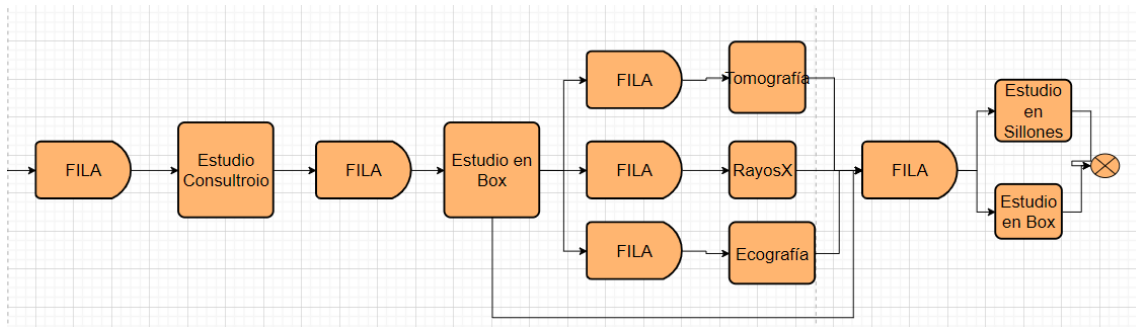 FILA
Estudio
Consultroio
FILA
Estudio en
Box
FILA
Tomografía
FILA
RayosX
FILA
Ecografía
FILA
Estudio
en
Sillones
Estudio
en Box